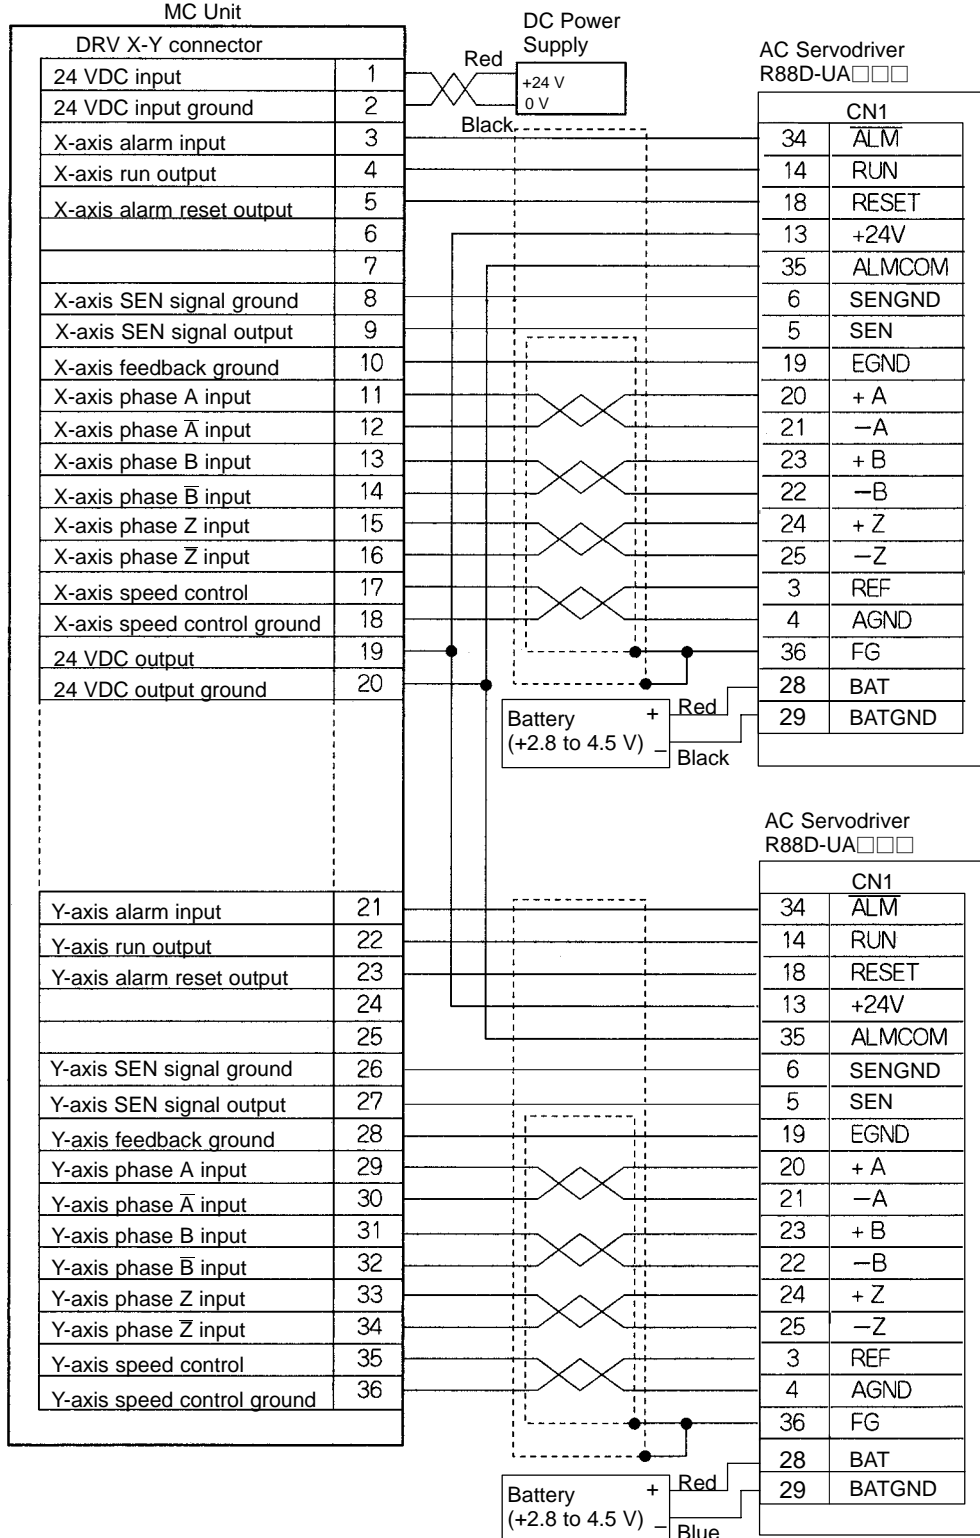 MC Unit
DRV X-Y connector
24 VDC input 1
24 VDC input ground 2
X-axis alarm input 3
X-axis run output 4
X-axis alarm reset output 5
6
7
X-axis SEN signal ground 8
X-axis SEN signal output 9
X-axis feedback ground 10
X-axis phase A input 11
X-axis phase A̅ input 12
X-axis phase B input 13
X-axis phase B̅ input 14
X-axis phase Z input 15
X-axis phase Z̅ input 16
X-axis speed control 17
X-axis speed control ground 18
24 VDC output 19
24 VDC output ground 20
Y-axis alarm input 21
Y-axis run output 22
Y-axis alarm reset output 23
24
25
Y-axis SEN signal ground 26
Y-axis SEN signal output 27
Y-axis feedback ground 28
Y-axis phase A input 29
Y-axis phase A̅ input 30
Y-axis phase B input 31
Y-axis phase B̅ input 32
Y-axis phase Z input 33
Y-axis phase Z̅ input 34
Y-axis speed control 35
Y-axis speed control ground 36
DC Power
Supply
Red
+24 V
0 V
Black
AC Servodriver
R88D-UA□□□
CN1
34 A̅L̅M̅
14 RUN
18 RESET
13 +24V
35 ALMCOM
6 SENGND
5 SEN
19 EGND
20 +A
21 −A
23 +B
22 −B
24 +Z
25 −Z
3 REF
4 AGND
36 FG
28 BAT
29 BATGND
Battery + Red
(+2.8 to 4.5 V) − Black
AC Servodriver
R88D-UA□□□
CN1
34 A̅L̅M̅
14 RUN
18 RESET
13 +24V
35 ALMCOM
6 SENGND
5 SEN
19 EGND
20 +A
21 −A
23 +B
22 −B
24 +Z
25 −Z
3 REF
4 AGND
36 FG
28 BAT
29 BATGND
Battery + Red
(+2.8 to 4.5 V) − Blue